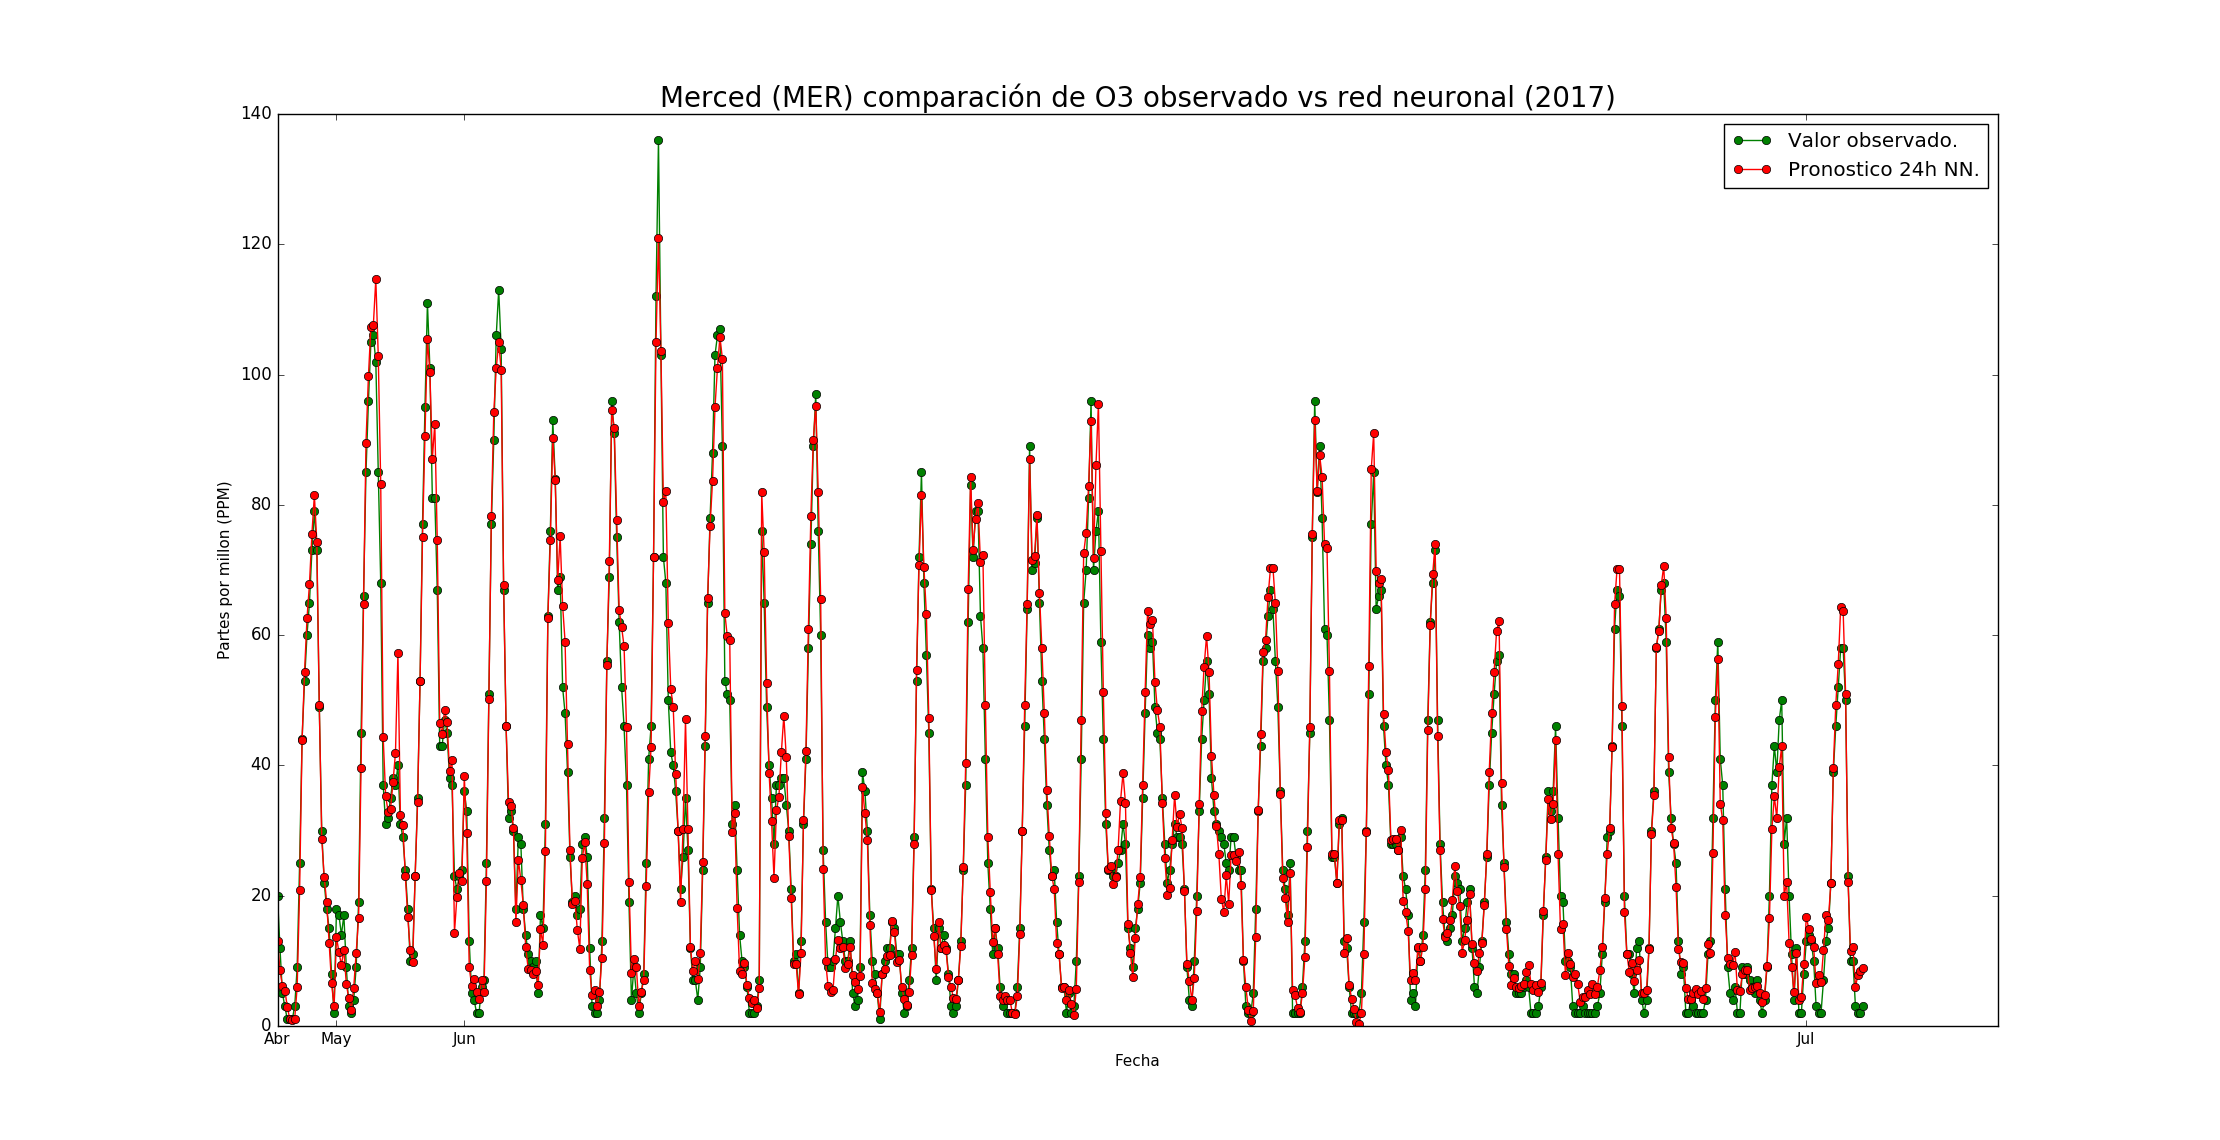 Merced (MER) comparación de O3 observado vs red neuronal (2017)
140
120
100
80
60
40
20
0
Partes por millon (PPM)
Valor observado.
Pronostico 24h NN.
Abr May Jun Jul
Fecha